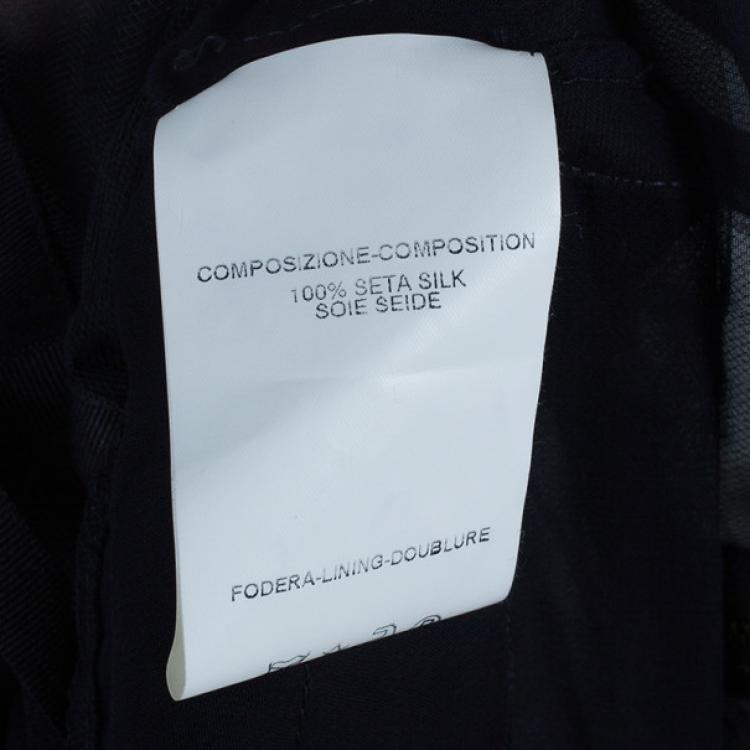 COMPOSIZIONE-COMPOSITION
100% SETA SILK
SOIE SEIDE
FODERA-LINING-DOUBLURE